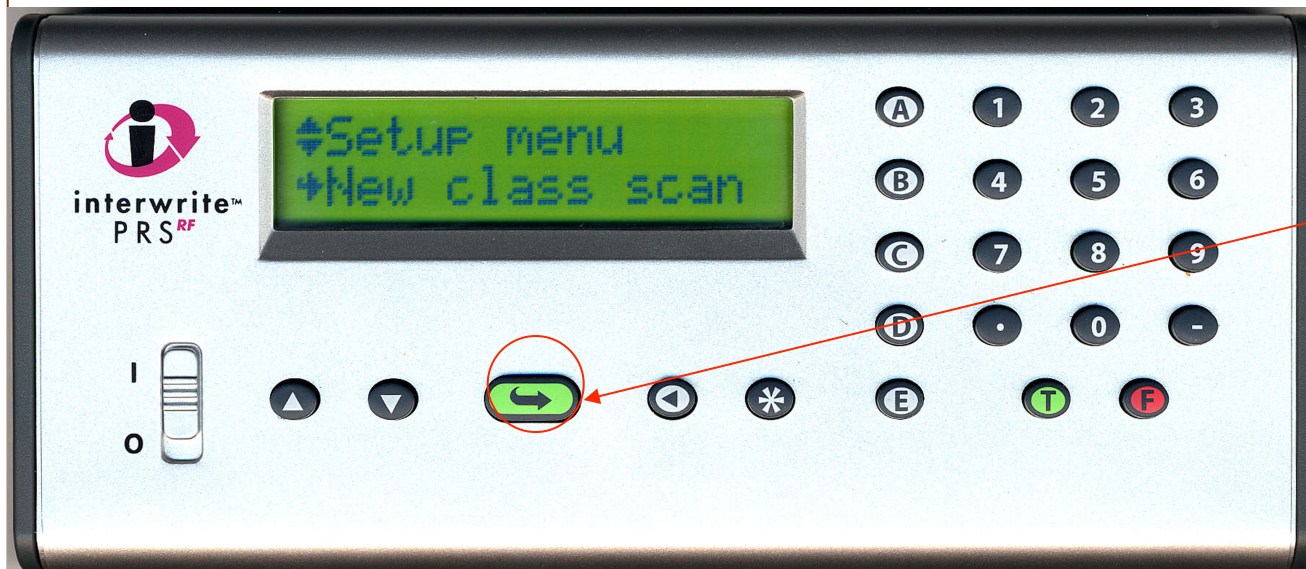 Setup menu
New class scan
interwrite™
PRS RF
A 1 2 3
B 4 5 6
C 7 8 9
D . 0 -
I
O
* E T F